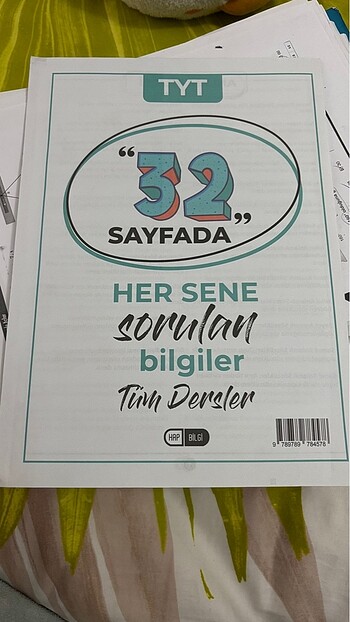 TYT
“32
SAYFADA”
HER SENE
sorulan
bilgiler
Tüm Dersler
HAP BİLGİ
9 789789 784578